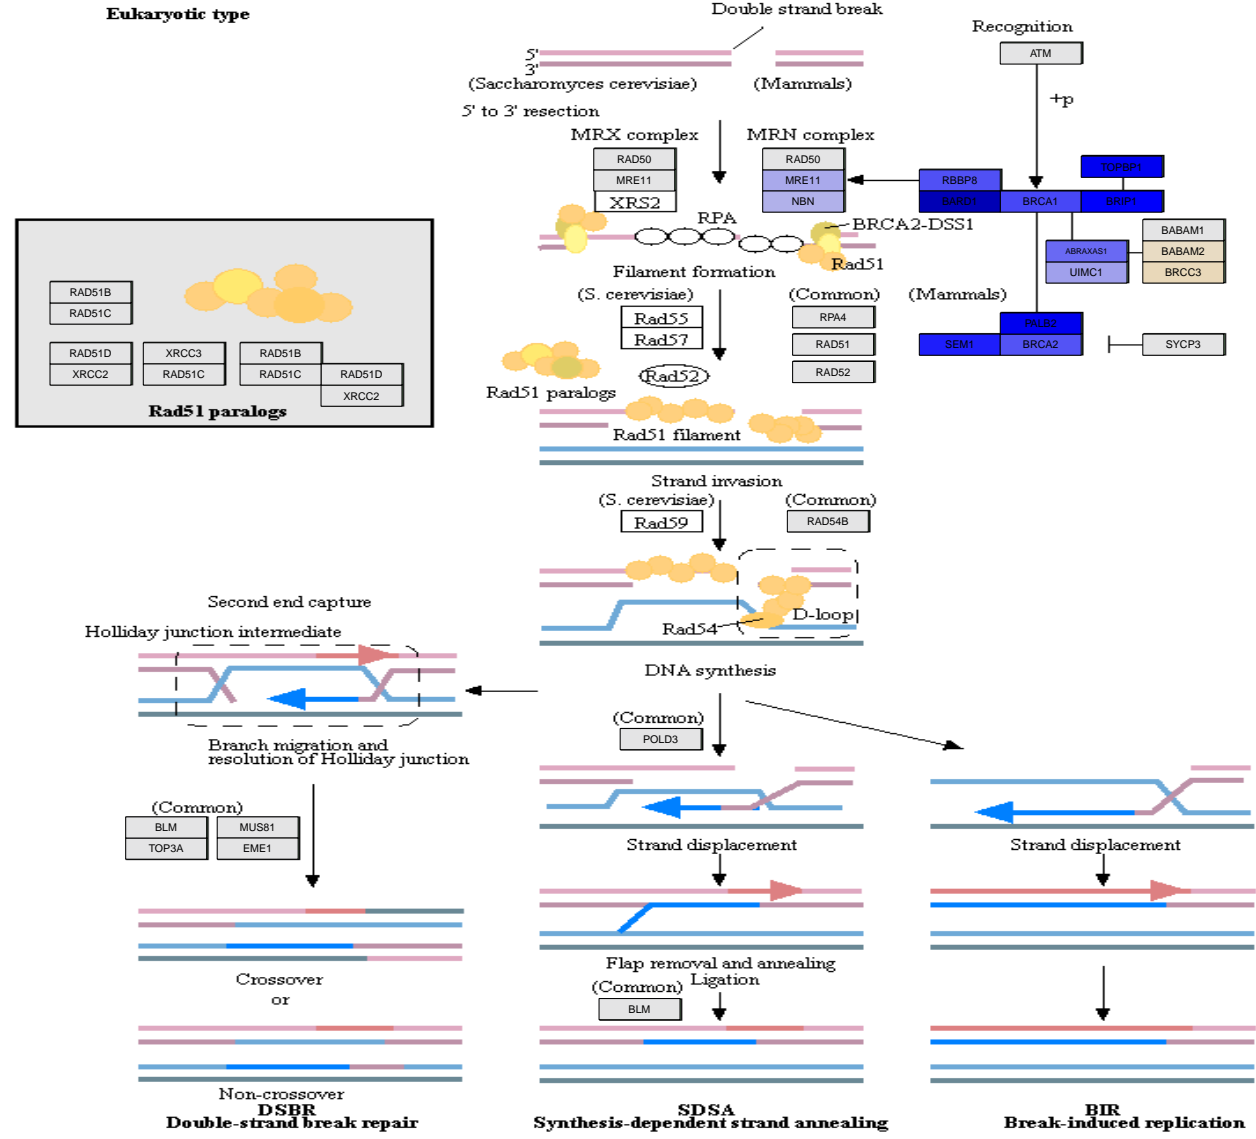 Eukaryotic type
Double strand break
Recognition
ATM
5'
3'
(Saccharomyces cerevisiae)
(Mammals)
+p
5' to 3' resection
MRX complex
MRN complex
RAD50
RAD50
MRE11
MRE11
XRS2
NBN
RBBP8
TOPBP1
BARD1
BRCA1
BRIP1
RPA
BRCA2-DSS1
Rad51
ABRAXAS1
UIMC1
BABAM1
BABAM2
BRCC3
Filament formation
(S. cerevisiae)
(Common)
(Mammals)
Rad55
Rad57
RPA4
RAD51
RAD52
PALB2
SEM1
BRCA2
SYCP3
Rad52
Rad51 paralogs
RAD51B
RAD51C
RAD51D
XRCC2
XRCC3
RAD51C
RAD51B
RAD51C
RAD51D
XRCC2
Rad51 paralogs
Rad51 filament
Strand invasion
(S. cerevisiae)
(Common)
Rad59
RAD54B
D-loop
Rad54
Second end capture
Holliday junction intermediate
DNA synthesis
(Common)
POLD3
Branch migration and
resolution of Holliday junction
(Common)
BLM
TOP3A
MUS81
EME1
Strand displacement
Strand displacement
Flap removal and annealing
Ligation
(Common)
BLM
Crossover
or
Non-crossover
DSBR
Double-strand break repair
SDSA
Synthesis-dependent strand annealing
BIR
Break-induced replication